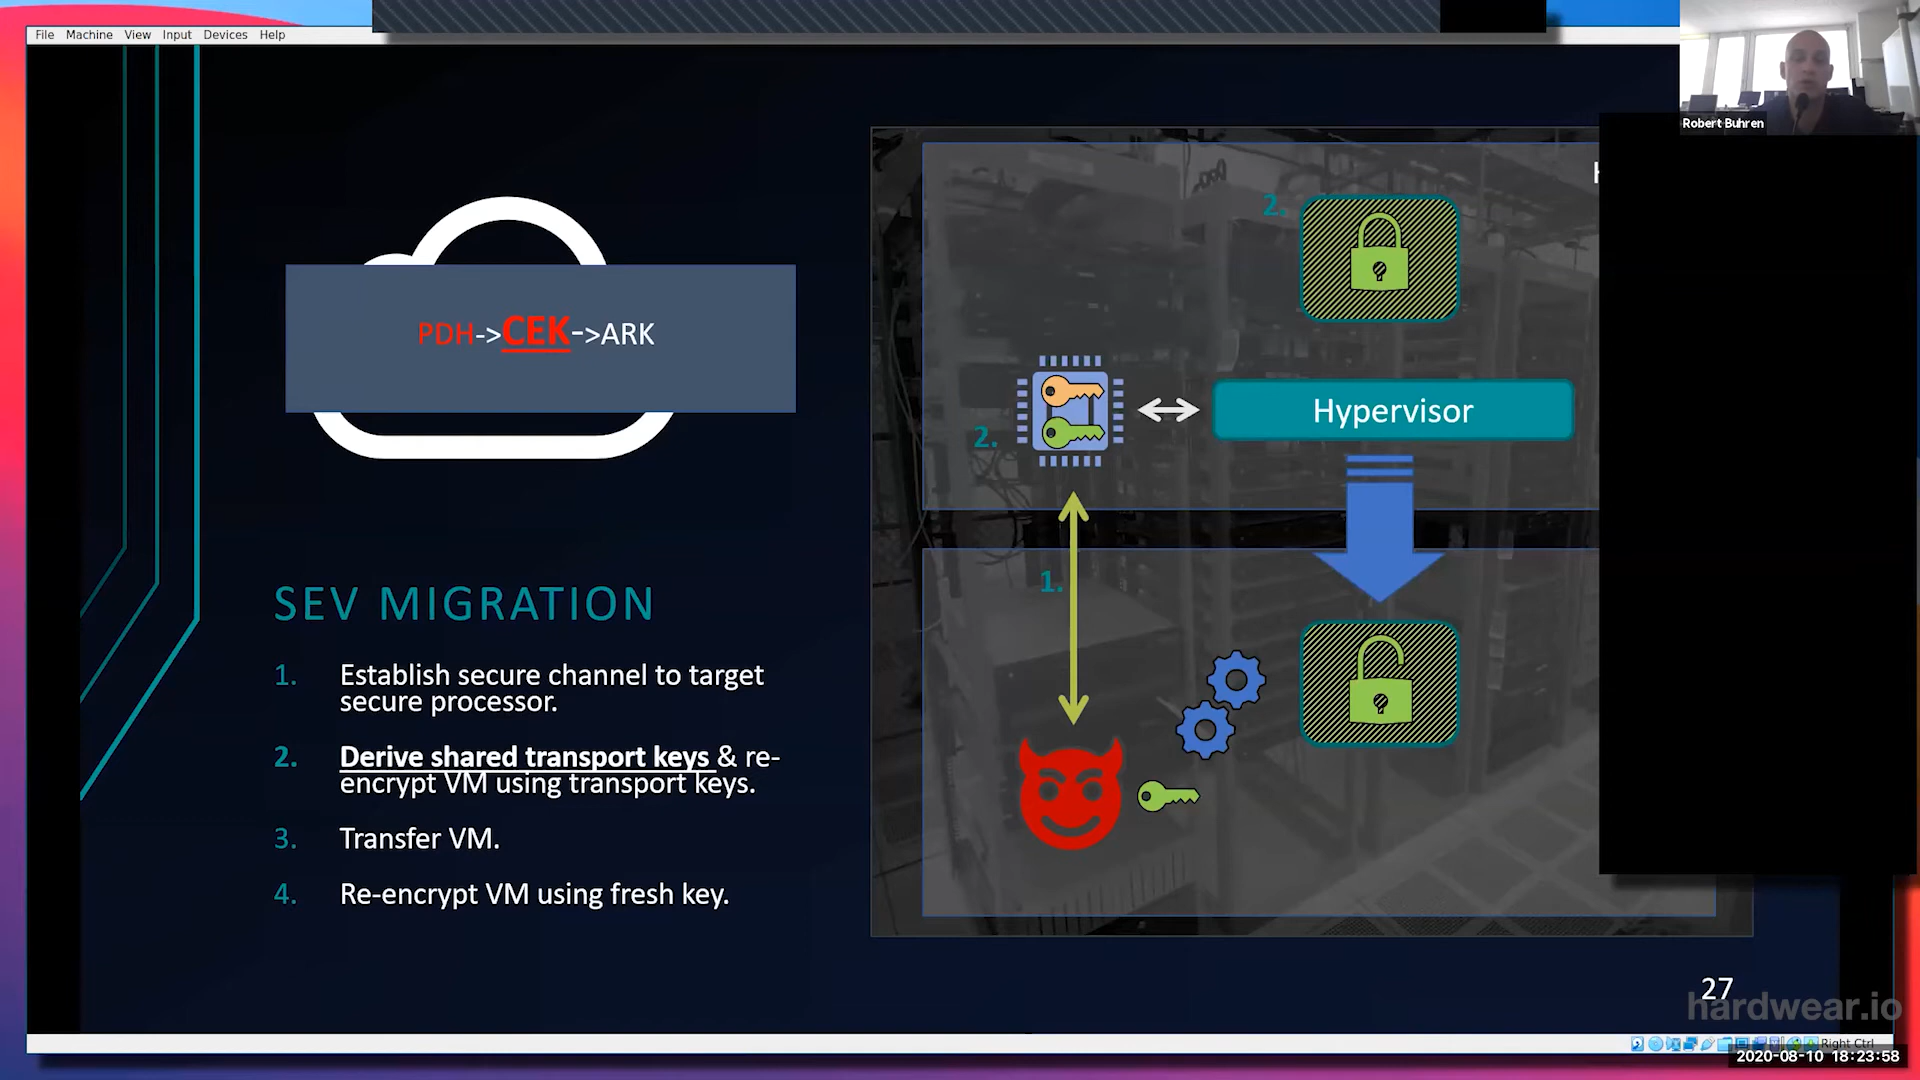 File Machine View Input Devices Help
Robert Buhren
PDH->CEK->ARK
SEV MIGRATION
1. Establish secure channel to target
secure processor.
2. Derive shared transport keys & re-
encrypt VM using transport keys.
3. Transfer VM.
4. Re-encrypt VM using fresh key.
2.
2.
Hypervisor
1.
27
hardwear.io
Right Ctrl
2020-08-10 18:23:58